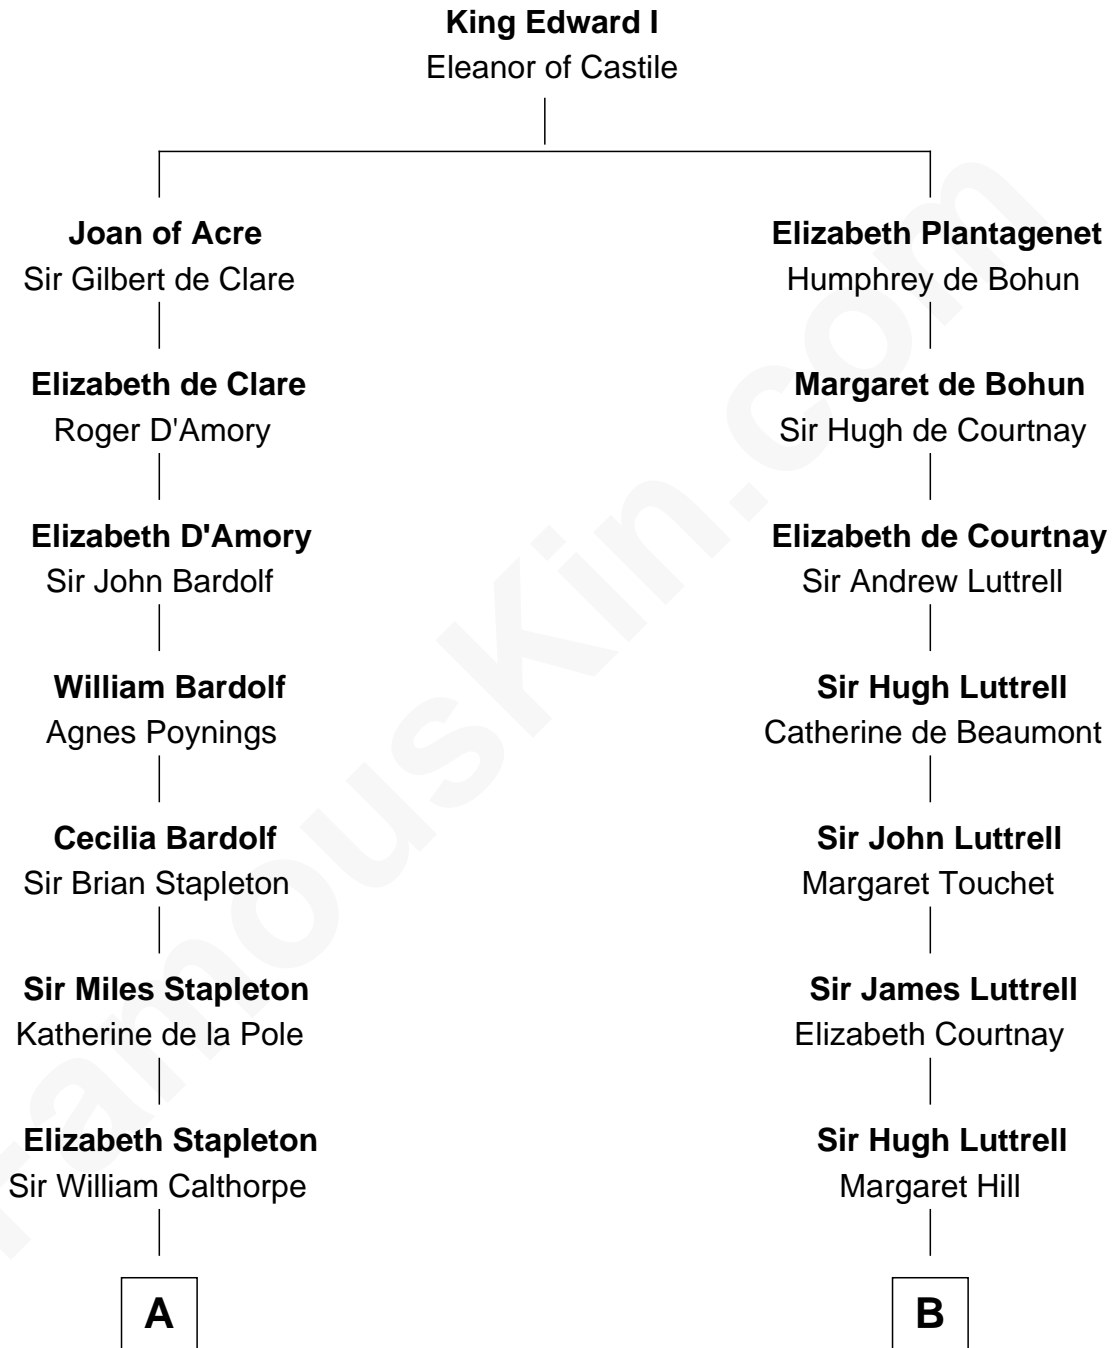 King Edward I
Eleanor of Castile
Joan of Acre
Sir Gilbert de Clare
Elizabeth Plantagenet
Humphrey de Bohun
Elizabeth de Clare
Roger D'Amory
Margaret de Bohun
Sir Hugh de Courtnay
Elizabeth D'Amory
Sir John Bardolf
Elizabeth de Courtnay
Sir Andrew Luttrell
William Bardolf
Agnes Poynings
Sir Hugh Luttrell
Catherine de Beaumont
Cecilia Bardolf
Sir Brian Stapleton
Sir John Luttrell
Margaret Touchet
Sir Miles Stapleton
Katherine de la Pole
Sir James Luttrell
Elizabeth Courtnay
Elizabeth Stapleton
Sir William Calthorpe
Sir Hugh Luttrell
Margaret Hill
A
B
FamousKin.com